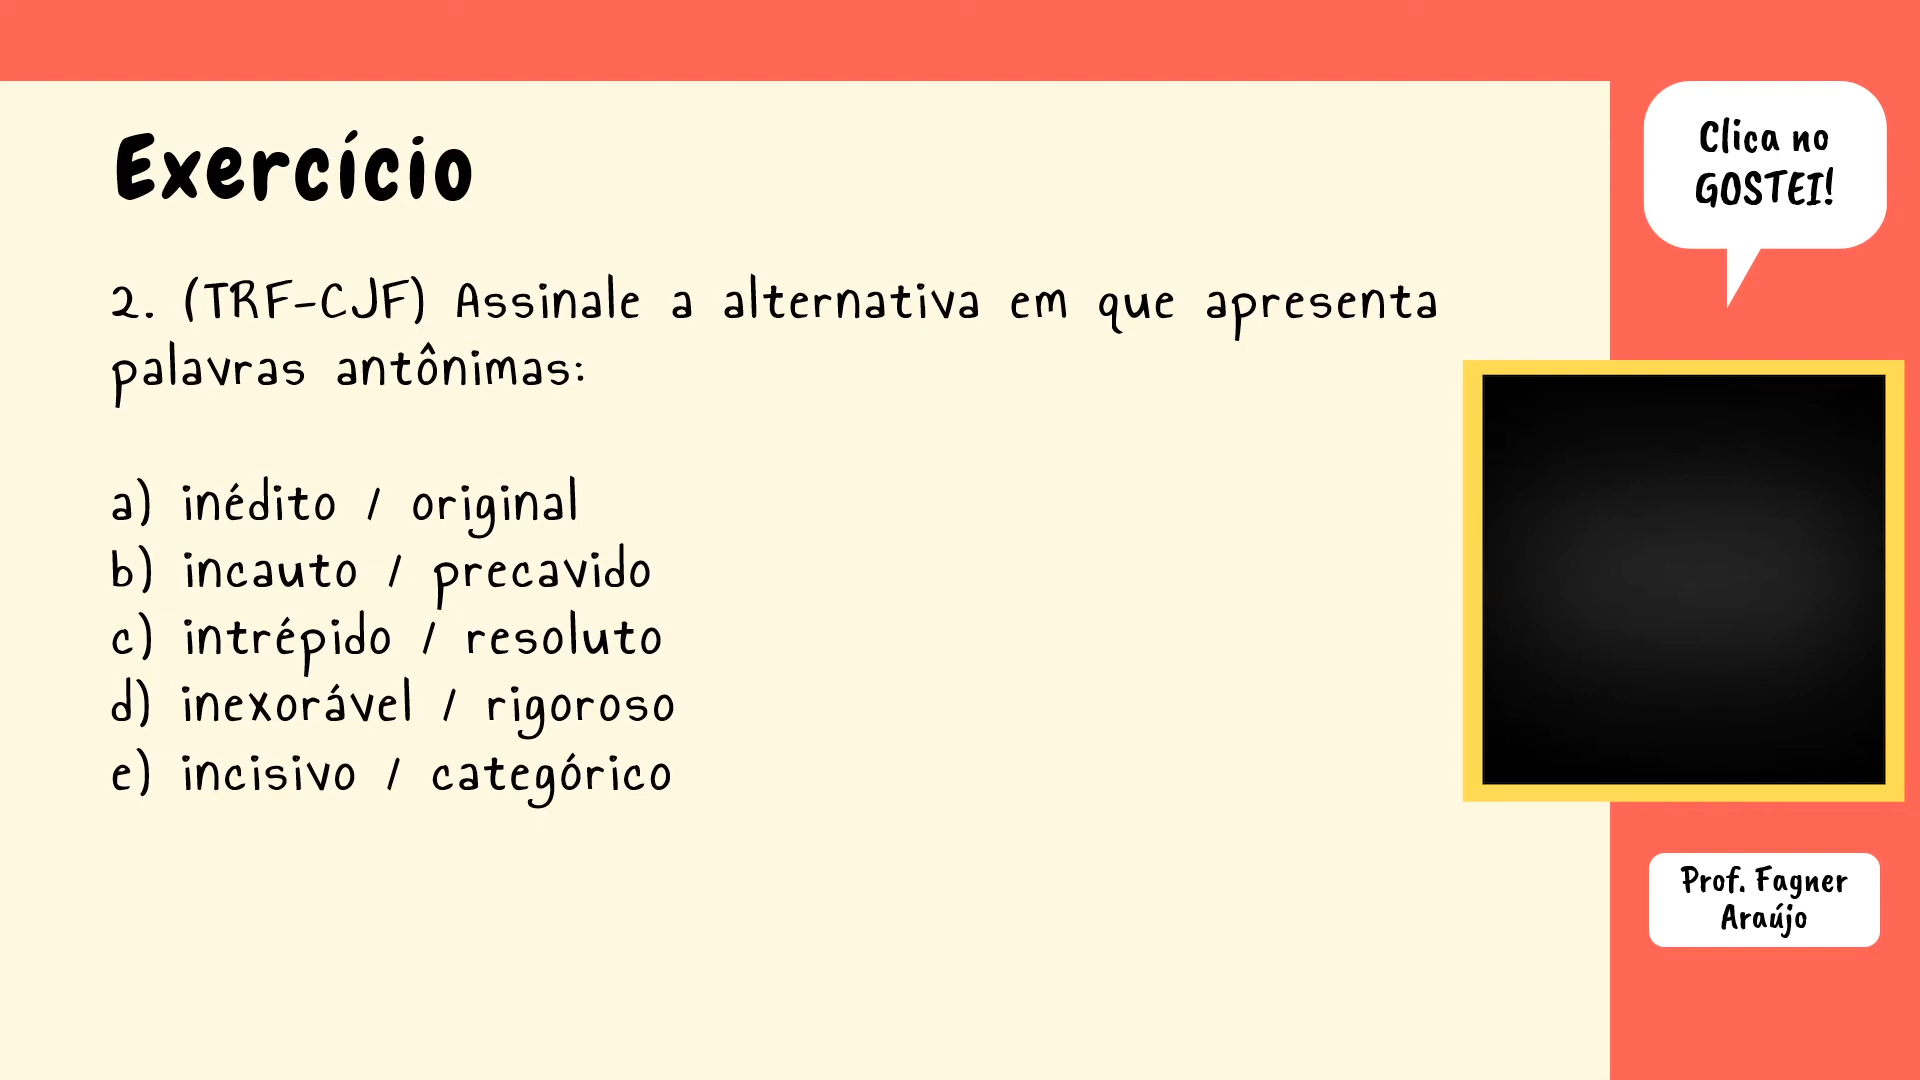 Exercício
2. (TRF-CJF) Assinale a alternativa em que apresenta
palavras antônimas:
a) inédito / original
b) incauto / precavido
c) intrépido / resoluto
d) inexorável / rigoroso
e) incisivo / categórico
Clica no
GOSTEI!
Prof. Fagner
Araújo